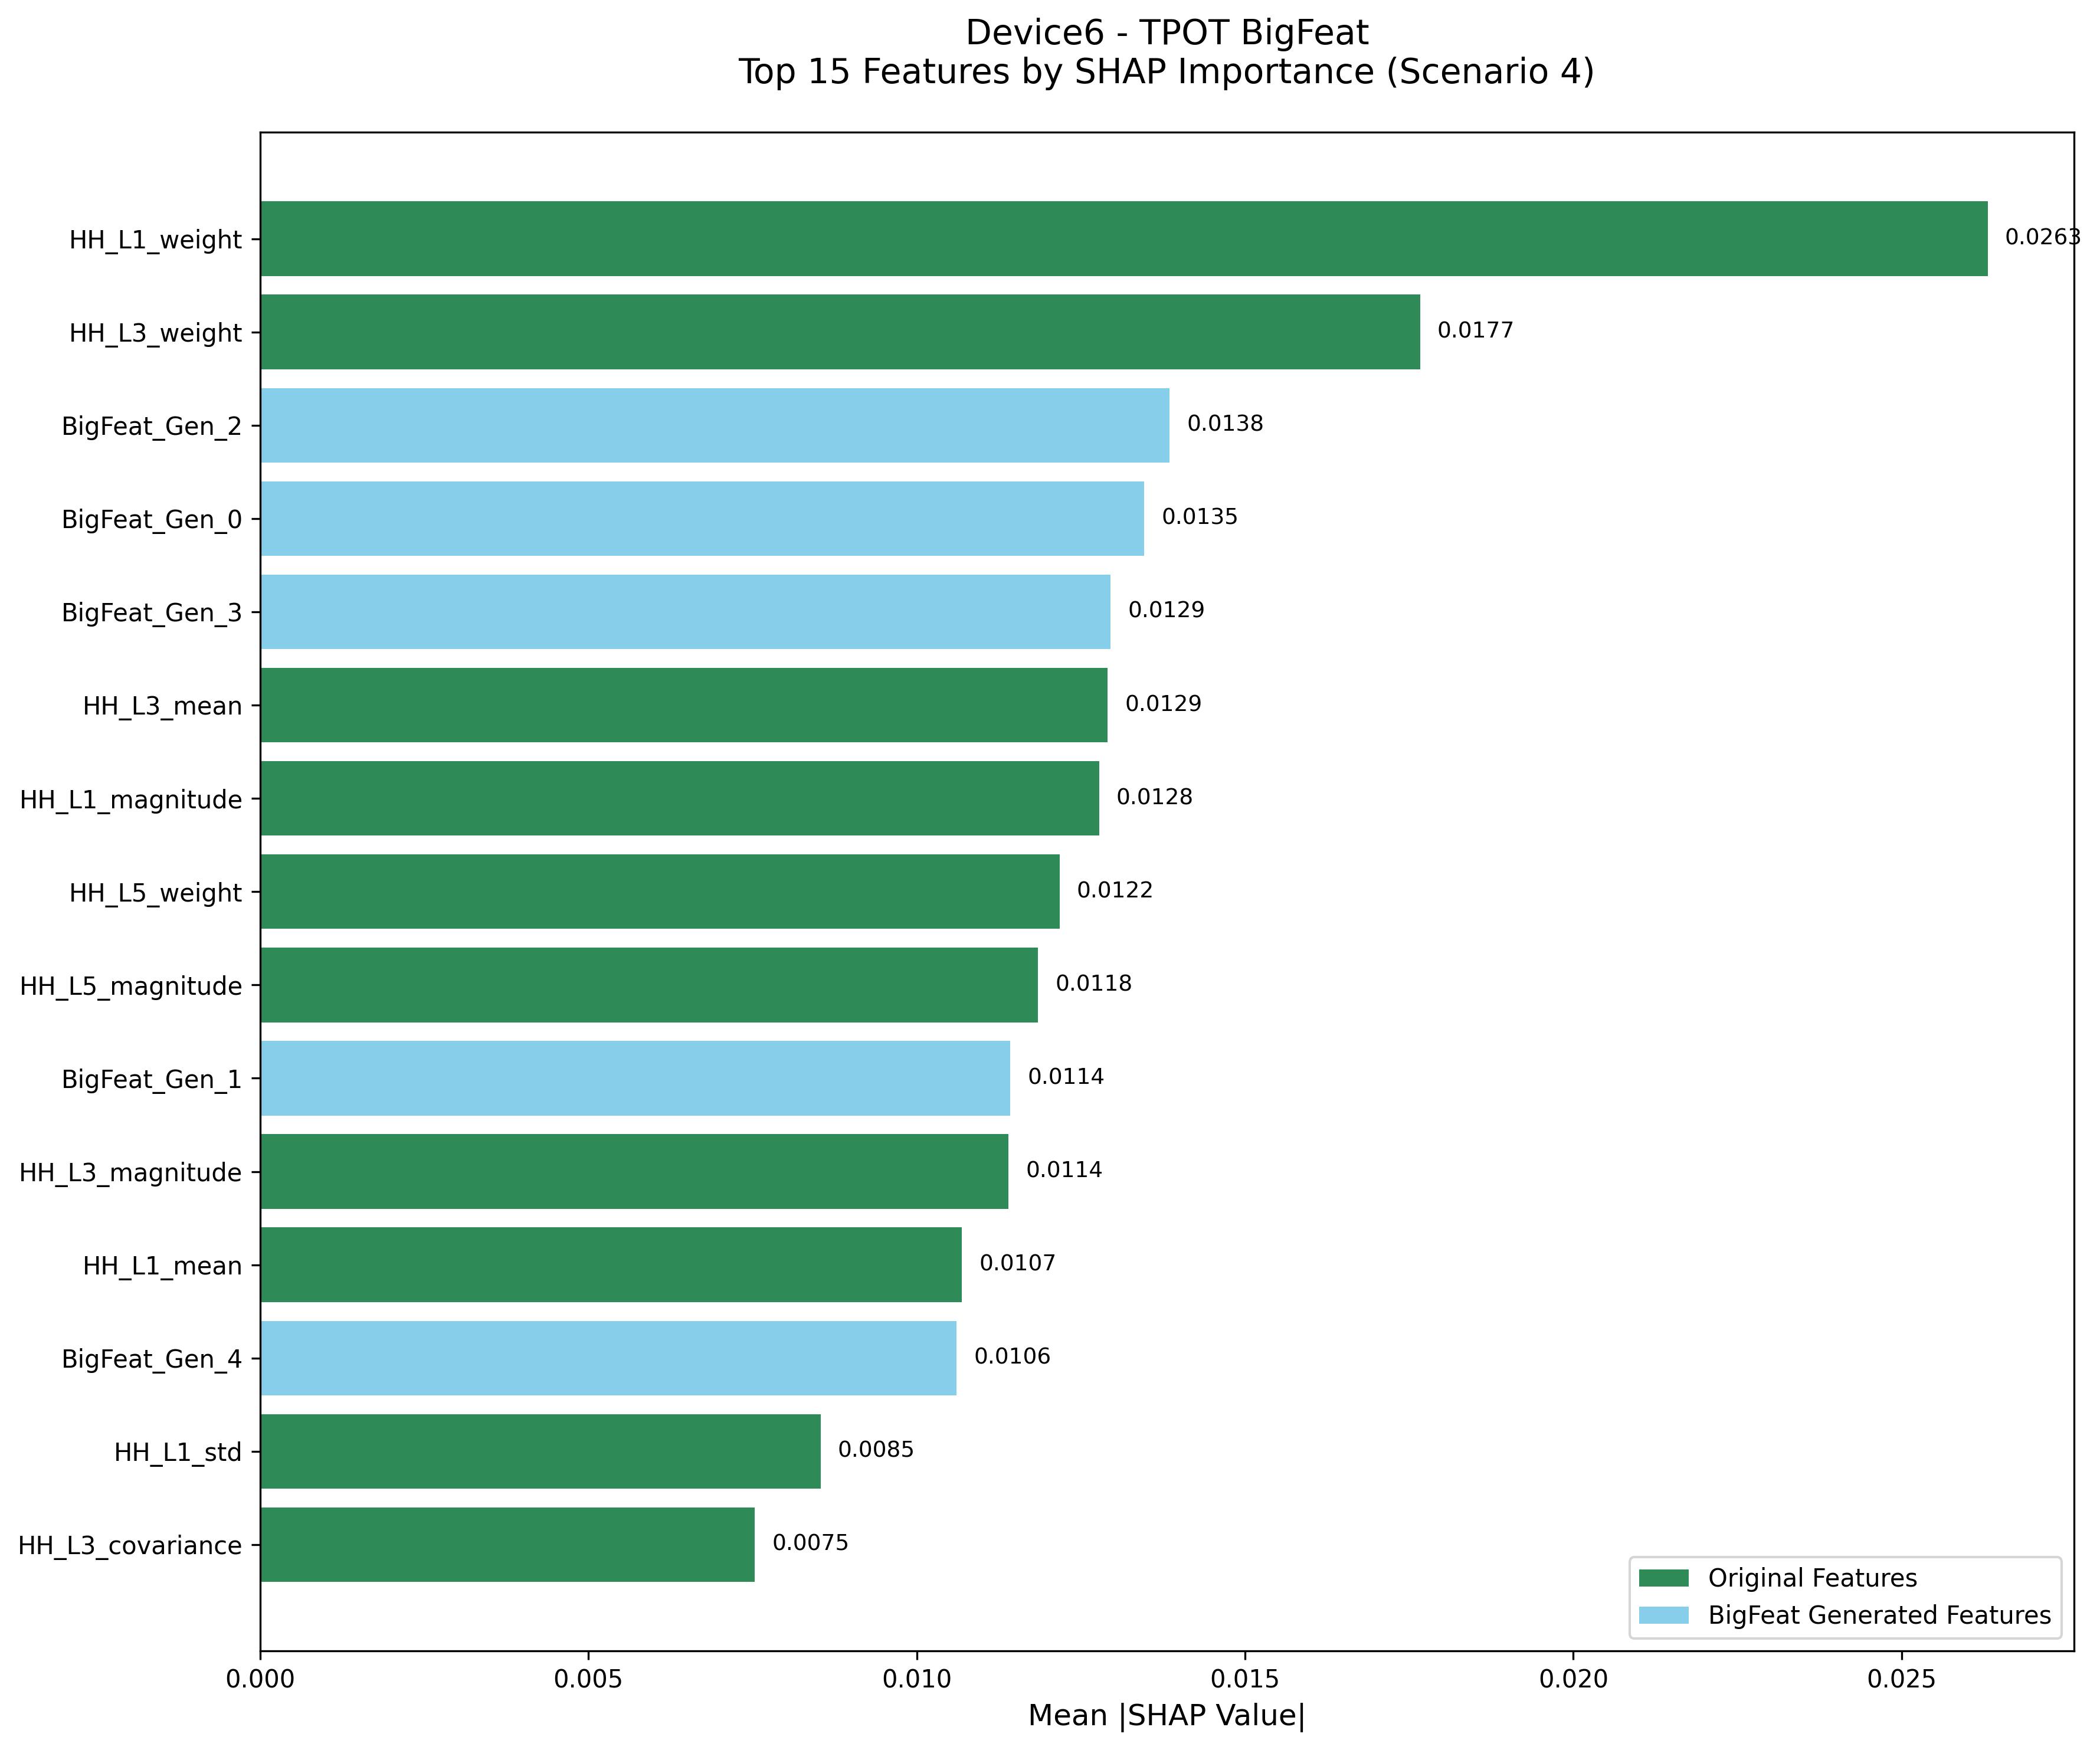 Device6 - TPOT BigFeat
Top 15 Features by SHAP Importance (Scenario 4)
HH_L1_weight 0.0263
HH_L3_weight 0.0177
BigFeat_Gen_2 0.0138
BigFeat_Gen_0 0.0135
BigFeat_Gen_3 0.0129
HH_L3_mean 0.0129
HH_L1_magnitude 0.0128
HH_L5_weight 0.0122
HH_L5_magnitude 0.0118
BigFeat_Gen_1 0.0114
HH_L3_magnitude 0.0114
HH_L1_mean 0.0107
BigFeat_Gen_4 0.0106
HH_L1_std 0.0085
HH_L3_covariance 0.0075
Original Features
BigFeat Generated Features
0.000 0.005 0.010 0.015 0.020 0.025
Mean |SHAP Value|